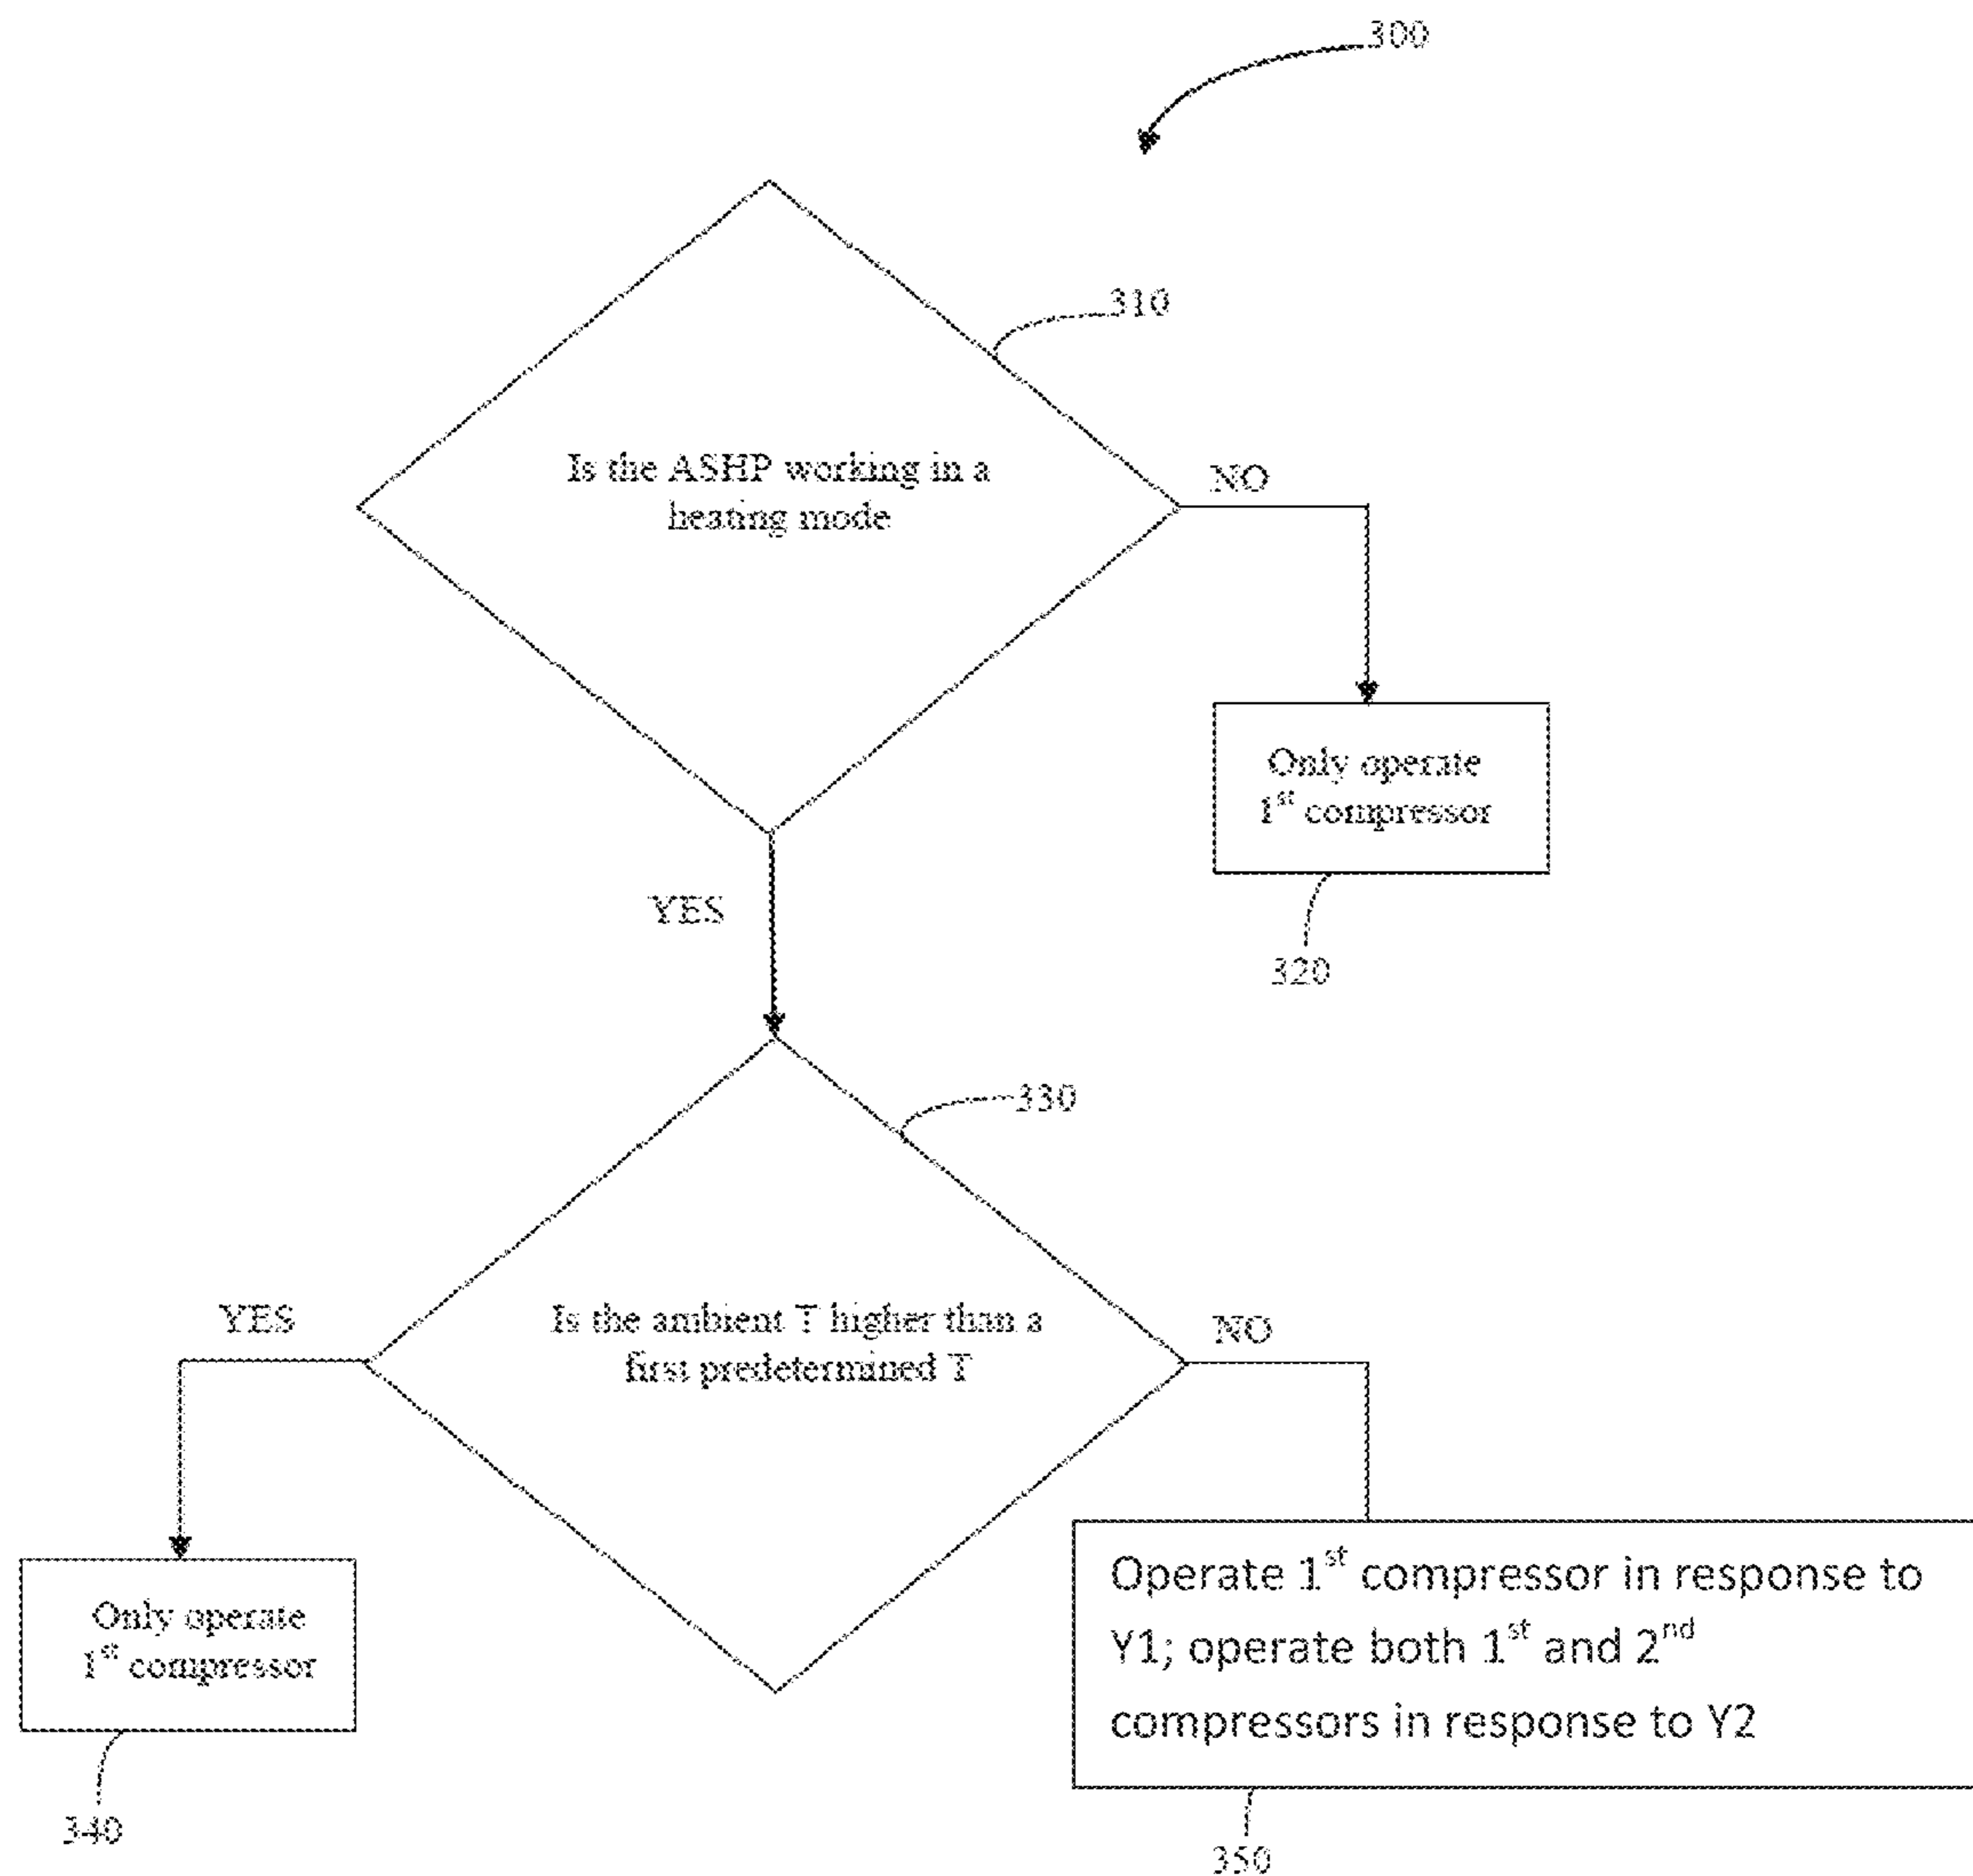 300
310
Is the ASHP working in a
heating mode
NO
Only operate
1st compressor
320
YES
330
Is the ambient T higher than a
first predetermined T
YES
NO
Only operate
1st compressor
340
Operate 1st compressor in response to
Y1; operate both 1st and 2nd
compressors in response to Y2
350